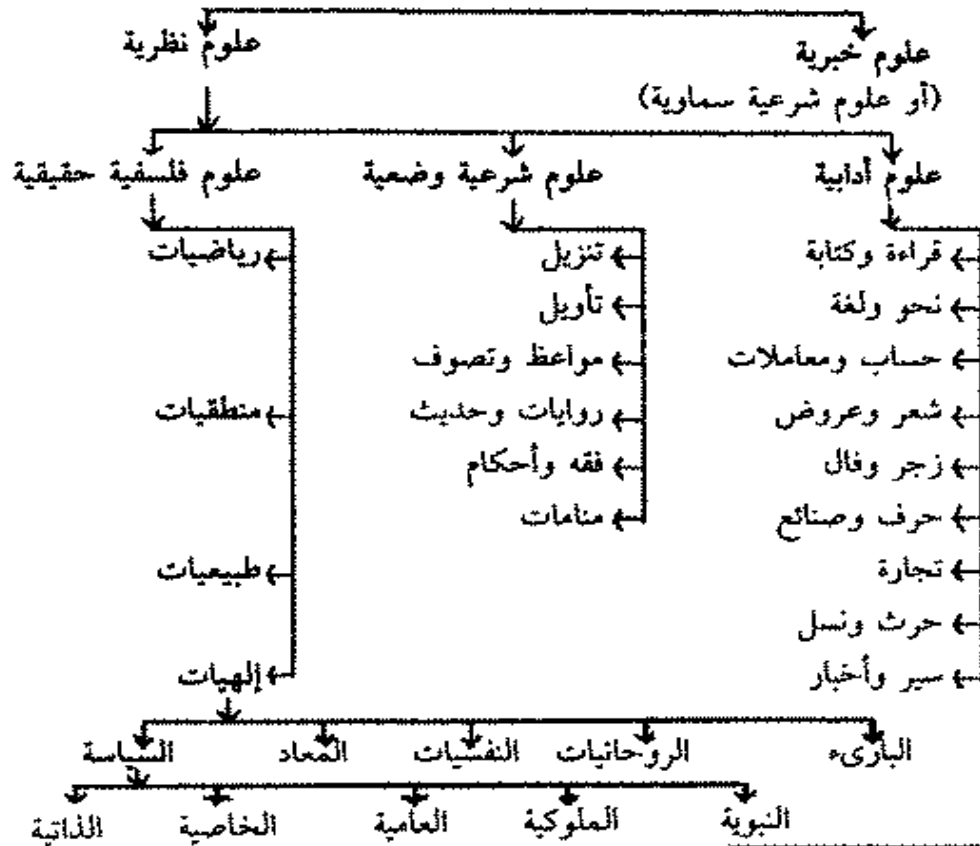 علوم خبرية علوم نظرية
(أو علوم شرعية سماوية)
علوم أدابية علوم شرعية وضعية علوم فلسفية حقيقية
قراءة وكتابة تنزيل رياضيات
نحو ولغة تأويل
حساب ومعاملات مواعظ وتصوف
شعر وعروض روايات وحديث منطقيات
زجر وفال فقه وأحكام
حرف وصنائع منامات
تجارة طبيعيات
حرث ونسل
سير وأخبار إلهيات
البارىء الروحانيات النفسيات المعاد السياسة
النبوية الملوكية العامية الخاصية الذاتية